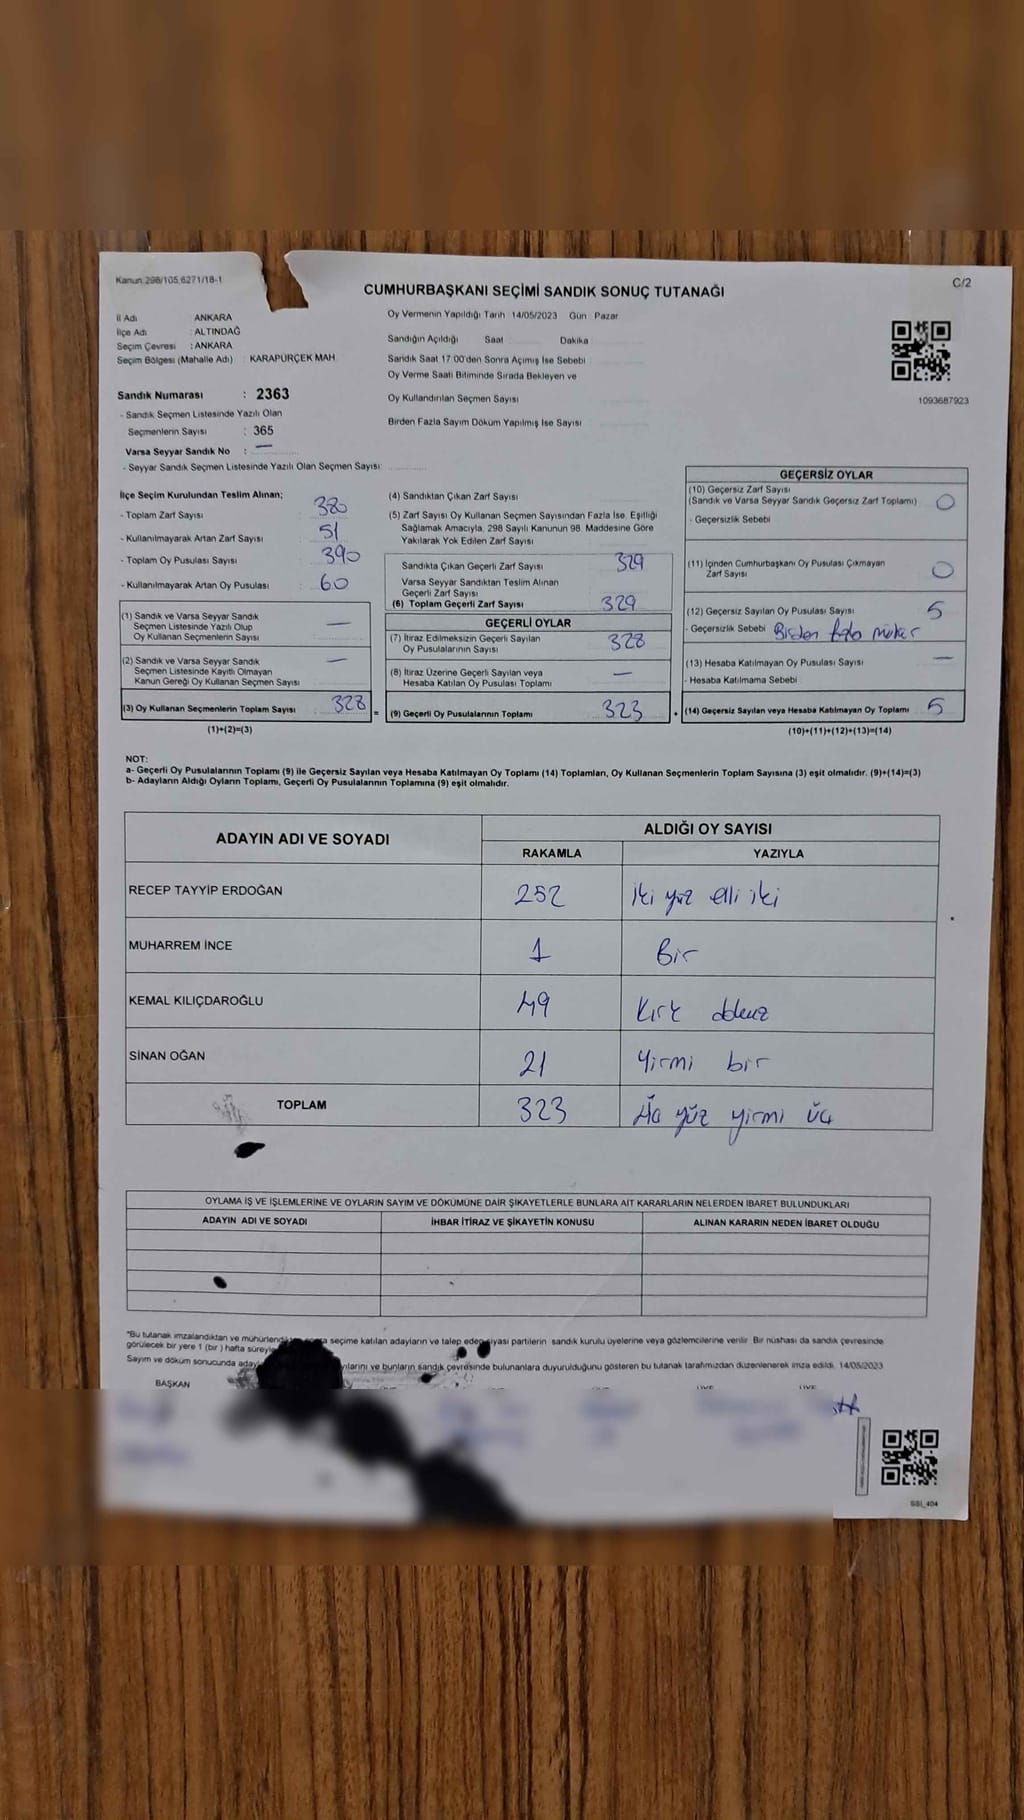 Kanun:298/105,6271/18-1
C/2
CUMHURBAŞKANI SEÇİMİ SANDIK SONUÇ TUTANAĞI
İl Adı ANKARA
İlçe Adı : ALTINDAĞ
Seçim Çevresi : ANKARA
Seçim Bölgesi (Mahalle Adı) : KARAPÜRÇEK MAH.
Oy Vermenin Yapıldığı Tarih 14/05/2023 Gün Pazar
Sandığın Açıldığı Saat Dakika
Sandık Saat 17:00'den Sonra Açımış İse Sebebi
Oy Verme Saati Bitiminde Sırada Bekleyen ve
Oy Kullandırılan Seçmen Sayısı
Birden Fazla Sayım Döküm Yapılmış İse Sayısı
1093687923
Sandık Numarası : 2363
- Sandık Seçmen Listesinde Yazılı Olan
Seçmenlerin Sayısı : 365
Varsa Seyyar Sandık No : —
- Seyyar Sandık Seçmen Listesinde Yazılı Olan Seçmen Sayısı:
İlçe Seçim Kurulundan Teslim Alınan;
- Toplam Zarf Sayısı : 380
- Kullanılmayarak Artan Zarf Sayısı : 51
- Toplam Oy Pusulası Sayısı : 390
- Kullanılmayarak Artan Oy Pusulası : 60
(1) Sandık ve Varsa Seyyar Sandık
Seçmen Listesinde Yazılı Olup
Oy Kullanan Seçmenlerin Sayısı —
(2) Sandık ve Varsa Seyyar Sandık
Seçmen Listesinde Kayıtlı Olmayan
Kanun Gereği Oy Kullanan Seçmen Sayısı —
(3) Oy Kullanan Seçmenlerin Toplam Sayısı 328 =
(1)+(2)=(3)
(4) Sandıktan Çıkan Zarf Sayısı
(5) Zarf Sayısı Oy Kullanan Seçmen Sayısından Fazla İse, Eşitliği
Sağlamak Amacıyla, 298 Sayılı Kanunun 98. Maddesine Göre
Yakılarak Yok Edilen Zarf Sayısı
Sandıkta Çıkan Geçerli Zarf Sayısı 329
Varsa Seyyar Sandıktan Teslim Alınan
Geçerli Zarf Sayısı
(6) Toplam Geçerli Zarf Sayısı 329
GEÇERLİ OYLAR
(7) İtiraz Edilmeksizin Geçerli Sayılan
Oy Pusulalarının Sayısı 328
(8) İtiraz Üzerine Geçerli Sayılan veya
Hesaba Katılan Oy Pusulası Toplamı —
(9) Geçerli Oy Pusulalarının Toplamı 323 +
GEÇERSİZ OYLAR
(10) Geçersiz Zarf Sayısı
(Sandık ve Varsa Seyyar Sandık Geçersiz Zarf Toplamı) 0
- Geçersizlik Sebebi
(11) İçinden Cumhurbaşkanı Oy Pusulası Çıkmayan
Zarf Sayısı 0
(12) Geçersiz Sayılan Oy Pusulası Sayısı 5
- Geçersizlik Sebebi Birden fazla mühür
(13) Hesaba Katılmayan Oy Pusulası Sayısı —
- Hesaba Katılmama Sebebi
(14) Geçersiz Sayılan veya Hesaba Katılmayan Oy Toplamı 5
(10)+(11)+(12)+(13)=(14)
NOT:
a- Geçerli Oy Pusulalarının Toplamı (9) ile Geçersiz Sayılan veya Hesaba Katılmayan Oy Toplamı (14) Toplamları, Oy Kullanan Seçmenlerin Toplam Sayısına (3) eşit olmalıdır. (9)+(14)=(3)
b- Adayların Aldığı Oyların Toplamı, Geçerli Oy Pusulalarının Toplamına (9) eşit olmalıdır.
ADAYIN ADI VE SOYADI ALDIĞI OY SAYISI
RAKAMLA YAZIYLA
RECEP TAYYİP ERDOĞAN 252 İki yüz elli iki
MUHARREM İNCE 1 Bir
KEMAL KILIÇDAROĞLU 49 Kırk dokuz
SİNAN OĞAN 21 Yirmi bir
TOPLAM 323 Üç yüz yirmi üç
OYLAMA İŞ VE İŞLEMLERİNE VE OYLARIN SAYIM VE DÖKÜMÜNE DAİR ŞİKAYETLERLE BUNLARA AİT KARARLARIN NELERDEN İBARET BULUNDUKLARI
ADAYIN ADI VE SOYADI İHBAR İTİRAZ VE ŞİKAYETİN KONUSU ALINAN KARARIN NEDEN İBARET OLDUĞU
"Bu tutanak imzalandıktan ve mühürlendikten seçime katılan adayların ve talep eden siyasi partilerin sandık kurulu üyelerine veya gözlemcilerine verilir. Bir nüshası da sandık çevresinde
görülecek bir yere 1 (bir ) hafta süreyle
Sayım ve döküm sonucunda ve bunların sandık çevresinde bulunanlara duyurulduğunu gösteren bu tutanak tarafımızdan düzenlenerek imza edildi. 14/05/2023
BAŞKAN
SSI_404